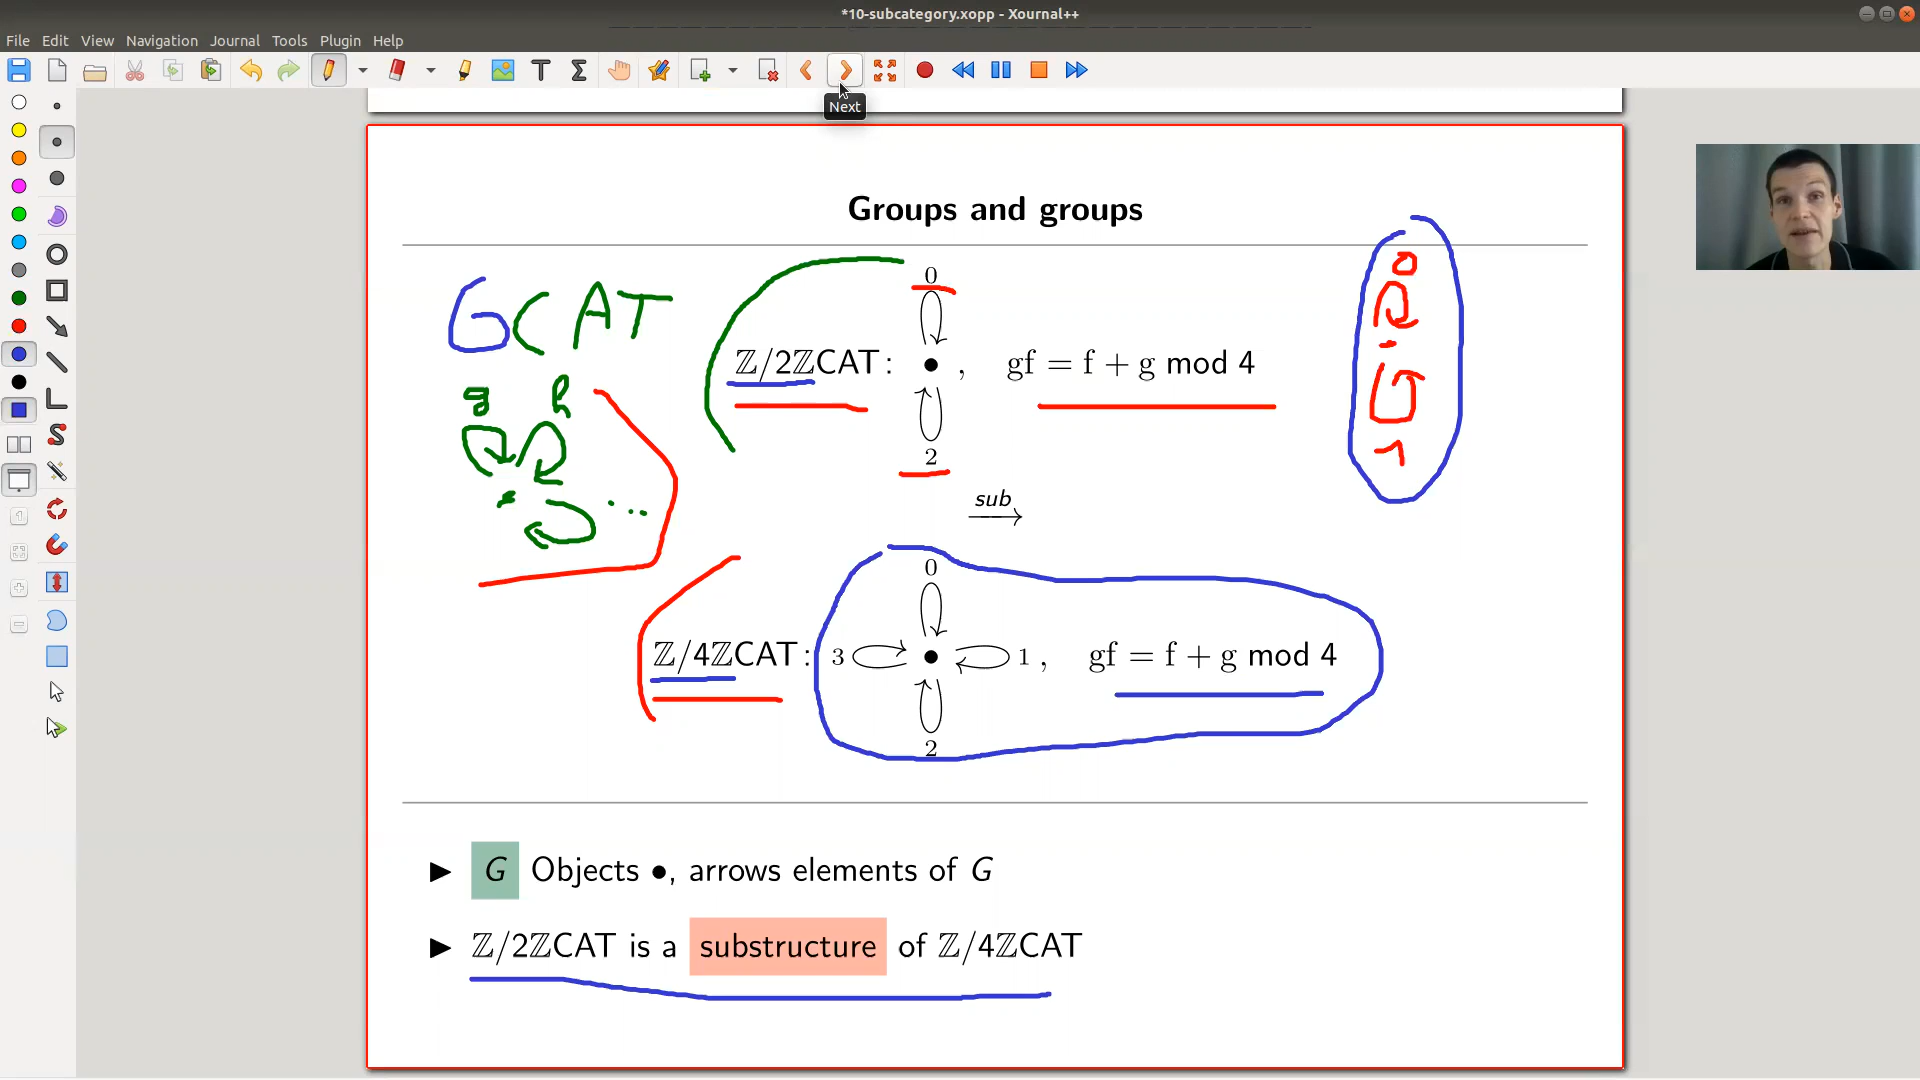 *10-subcategory.xopp - Xournal++
File Edit View Navigation Journal Tools Plugin Help
Next
Groups and groups
GCAT
g h
...
0
ℤ/2ℤCAT: ● , gf = f + g mod 4
2
0
1
sub
0
ℤ/4ℤCAT: 3 ● 1 , gf = f + g mod 4
2
▶ G Objects ●, arrows elements of G
▶ ℤ/2ℤCAT is a substructure of ℤ/4ℤCAT